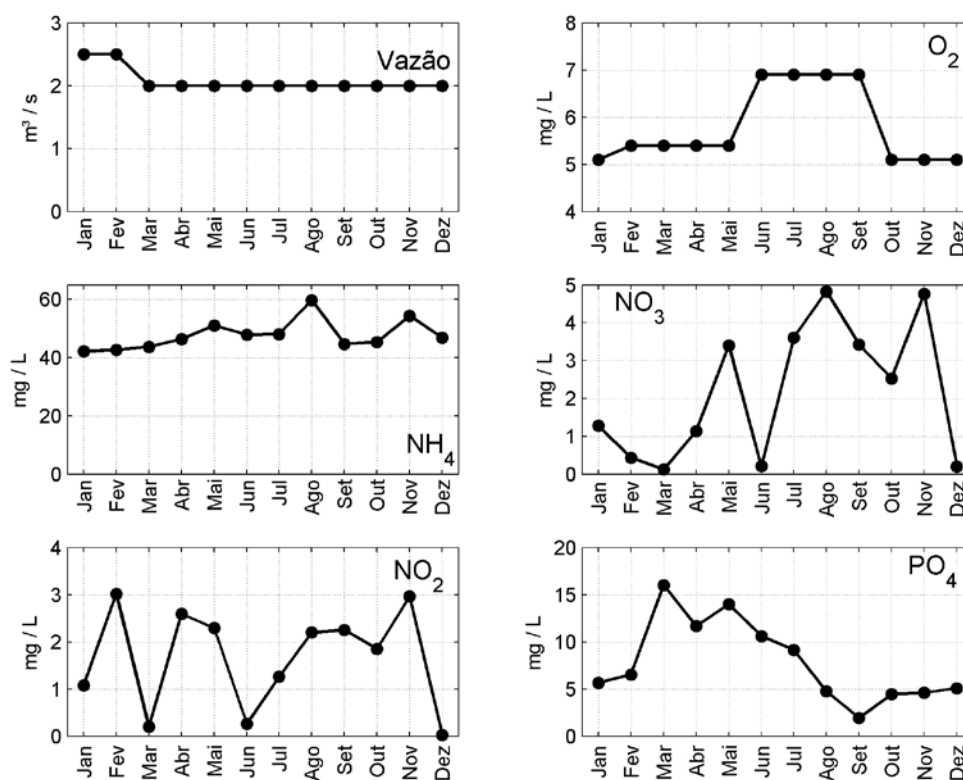 Vazão
m³ / s
3
2
1
0
Jan Fev Mar Abr Mai Jun Jul Ago Set Out Nov Dez
O₂
mg / L
8
7
6
5
4
Jan Fev Mar Abr Mai Jun Jul Ago Set Out Nov Dez
NH₄
mg / L
60
40
20
0
Jan Fev Mar Abr Mai Jun Jul Ago Set Out Nov Dez
NO₃
mg / L
5
4
3
2
1
0
Jan Fev Mar Abr Mai Jun Jul Ago Set Out Nov Dez
NO₂
mg / L
4
3
2
1
0
Jan Fev Mar Abr Mai Jun Jul Ago Set Out Nov Dez
PO₄
mg / L
20
15
10
5
0
Jan Fev Mar Abr Mai Jun Jul Ago Set Out Nov Dez